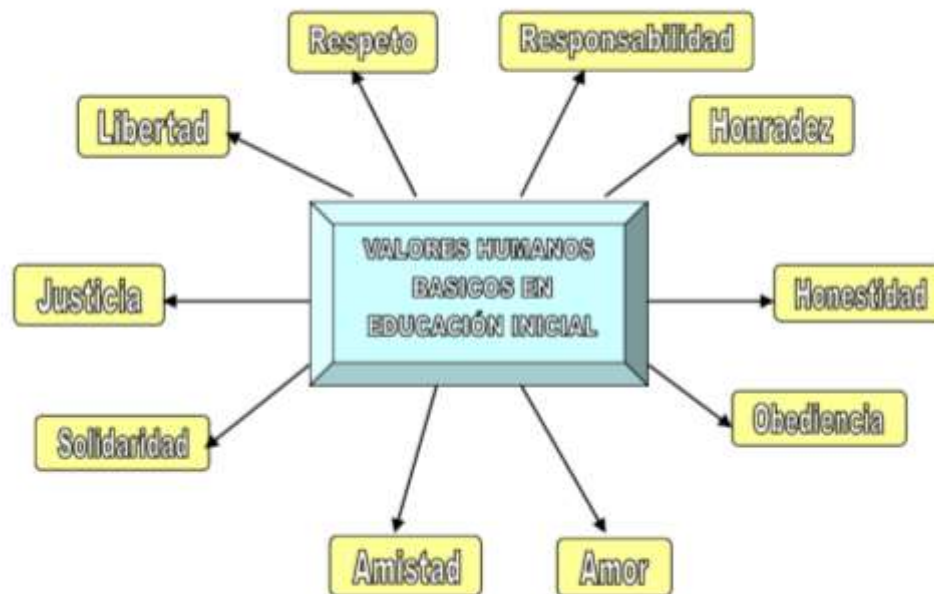 Respeto
Responsabilidad
Libertad
Honradez
VALORES HUMANOS
BASICOS EN
EDUCACIÓN INICIAL
Justicia
Honestidad
Solidaridad
Obediencia
Amistad
Amor